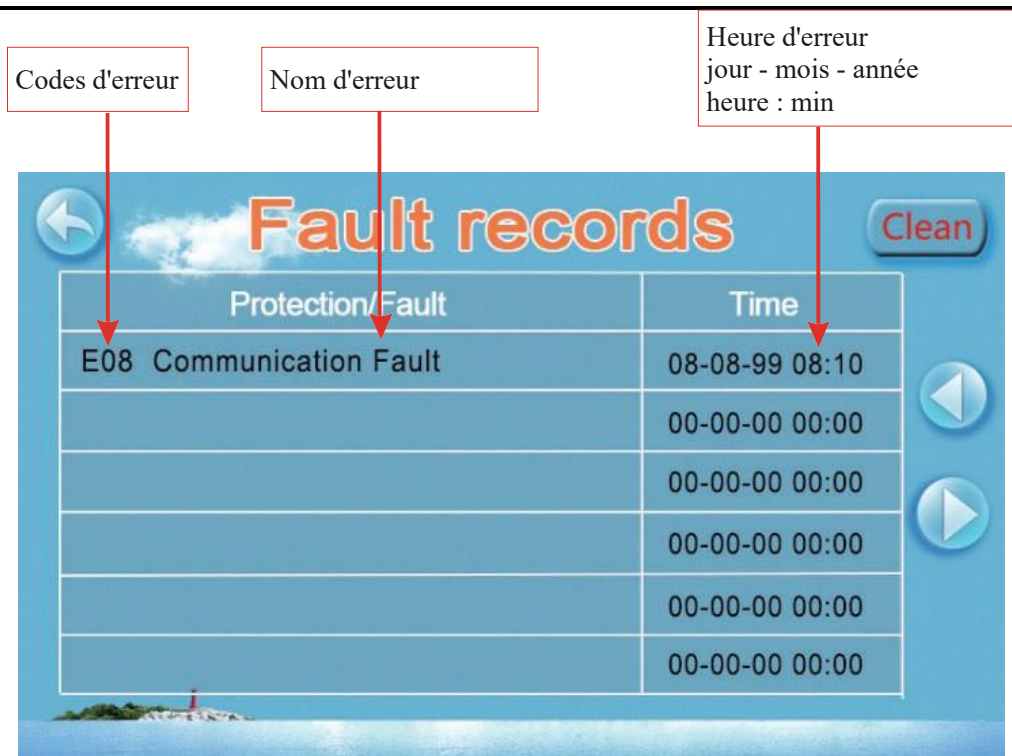 Heure d'erreur
jour - mois - année
heure : min
Codes d'erreur
Nom d'erreur
Fault records
Clean
Protection/Fault Time
E08 Communication Fault 08-08-99 08:10
00-00-00 00:00
00-00-00 00:00
00-00-00 00:00
00-00-00 00:00
00-00-00 00:00